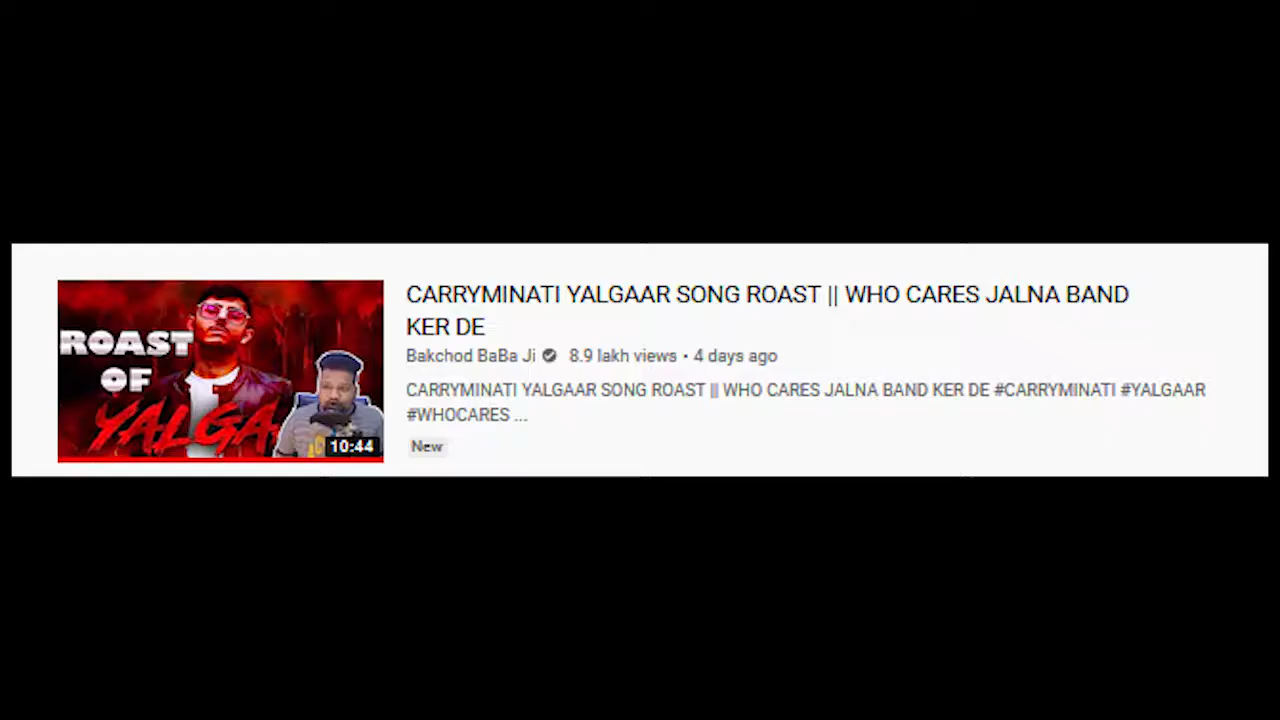 ROAST
OF
YALGA
10:44
CARRYMINATI YALGAAR SONG ROAST || WHO CARES JALNA BAND
KER DE
Bakchod BaBa Ji 8.9 lakh views • 4 days ago
CARRYMINATI YALGAAR SONG ROAST || WHO CARES JALNA BAND KER DE #CARRYMINATI #YALGAAR
#WHOCARES ...
New